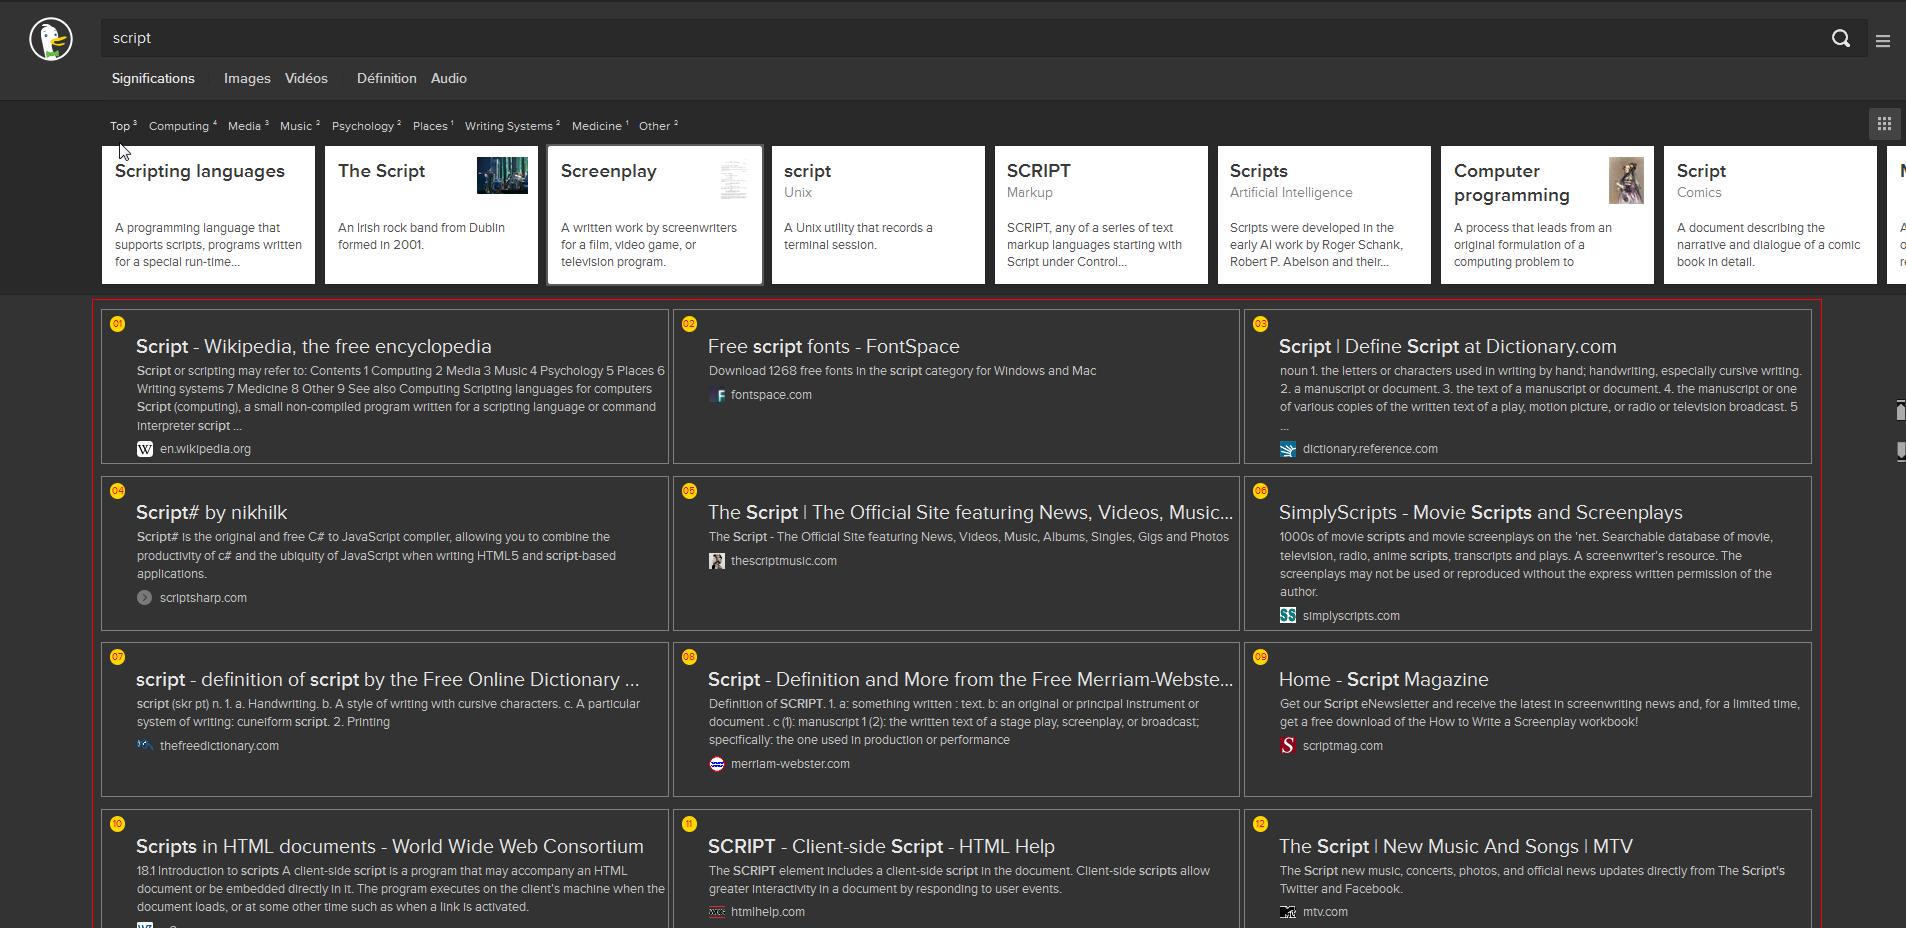 script
Significations Images Vidéos Définition Audio
Top 3 Computing 4 Media 3 Music 2 Psychology 2 Places 1 Writing Systems 2 Medicine 1 Other 2
Scripting languages
A programming language that
supports scripts, programs written
for a special run-time...
The Script
An Irish rock band from Dublin
formed in 2001.
Screenplay
A written work by screenwriters
for a film, video game, or
television program.
script
Unix
A Unix utility that records a
terminal session.
SCRIPT
Markup
SCRIPT, any of a series of text
markup languages starting with
Script under Control...
Scripts
Artificial Intelligence
Scripts were developed in the
early AI work by Roger Schank,
Robert P. Abelson and their...
Computer
programming
A process that leads from an
original formulation of a
computing problem to
Script
Comics
A document describing the
narrative and dialogue of a comic
book in detail.
01
Script - Wikipedia, the free encyclopedia
Script or scripting may refer to: Contents 1 Computing 2 Media 3 Music 4 Psychology 5 Places 6
Writing systems 7 Medicine 8 Other 9 See also Computing Scripting languages for computers
Script (computing), a small non-compiled program written for a scripting language or command
interpreter script ...
W en.wikipedia.org
02
Free script fonts - FontSpace
Download 1268 free fonts in the script category for Windows and Mac
F fontspace.com
03
Script | Define Script at Dictionary.com
noun 1. the letters or characters used in writing by hand; handwriting, especially cursive writing.
2. a manuscript or document. 3. the text of a manuscript or document. 4. the manuscript or one
of various copies of the written text of a play, motion picture, or radio or television broadcast. 5
...
dictionary.reference.com
04
Script# by nikhilk
Script# is the original and free C# to JavaScript compiler, allowing you to combine the
productivity of c# and the ubiquity of JavaScript when writing HTML5 and script-based
applications.
scriptsharp.com
05
The Script | The Official Site featuring News, Videos, Music...
The Script - The Official Site featuring News, Videos, Music, Albums, Singles, Gigs and Photos
thescriptmusic.com
06
SimplyScripts - Movie Scripts and Screenplays
1000s of movie scripts and movie screenplays on the 'net. Searchable database of movie,
television, radio, anime scripts, transcripts and plays. A screenwriter's resource. The
screenplays may not be used or reproduced without the express written permission of the
author.
SS simplyscripts.com
07
script - definition of script by the Free Online Dictionary ...
script (skr pt) n. 1. a. Handwriting. b. A style of writing with cursive characters. c. A particular
system of writing: cuneiform script. 2. Printing
thefreedictionary.com
08
Script - Definition and More from the Free Merriam-Webste...
Definition of SCRIPT. 1. a: something written : text. b: an original or principal instrument or
document . c (1): manuscript 1 (2): the written text of a stage play, screenplay, or broadcast;
specifically: the one used in production or performance
merriam-webster.com
09
Home - Script Magazine
Get our Script eNewsletter and receive the latest in screenwriting news and, for a limited time,
get a free download of the How to Write a Screenplay workbook!
S scriptmag.com
10
Scripts in HTML documents - World Wide Web Consortium
18.1 Introduction to scripts A client-side script is a program that may accompany an HTML
document or be embedded directly in it. The program executes on the client's machine when the
document loads, or at some other time such as when a link is activated.
11
SCRIPT - Client-side Script - HTML Help
The SCRIPT element includes a client-side script in the document. Client-side scripts allow
greater interactivity in a document by responding to user events.
htmlhelp.com
12
The Script | New Music And Songs | MTV
The Script new music, concerts, photos, and official news updates directly from The Script's
Twitter and Facebook.
mtv.com